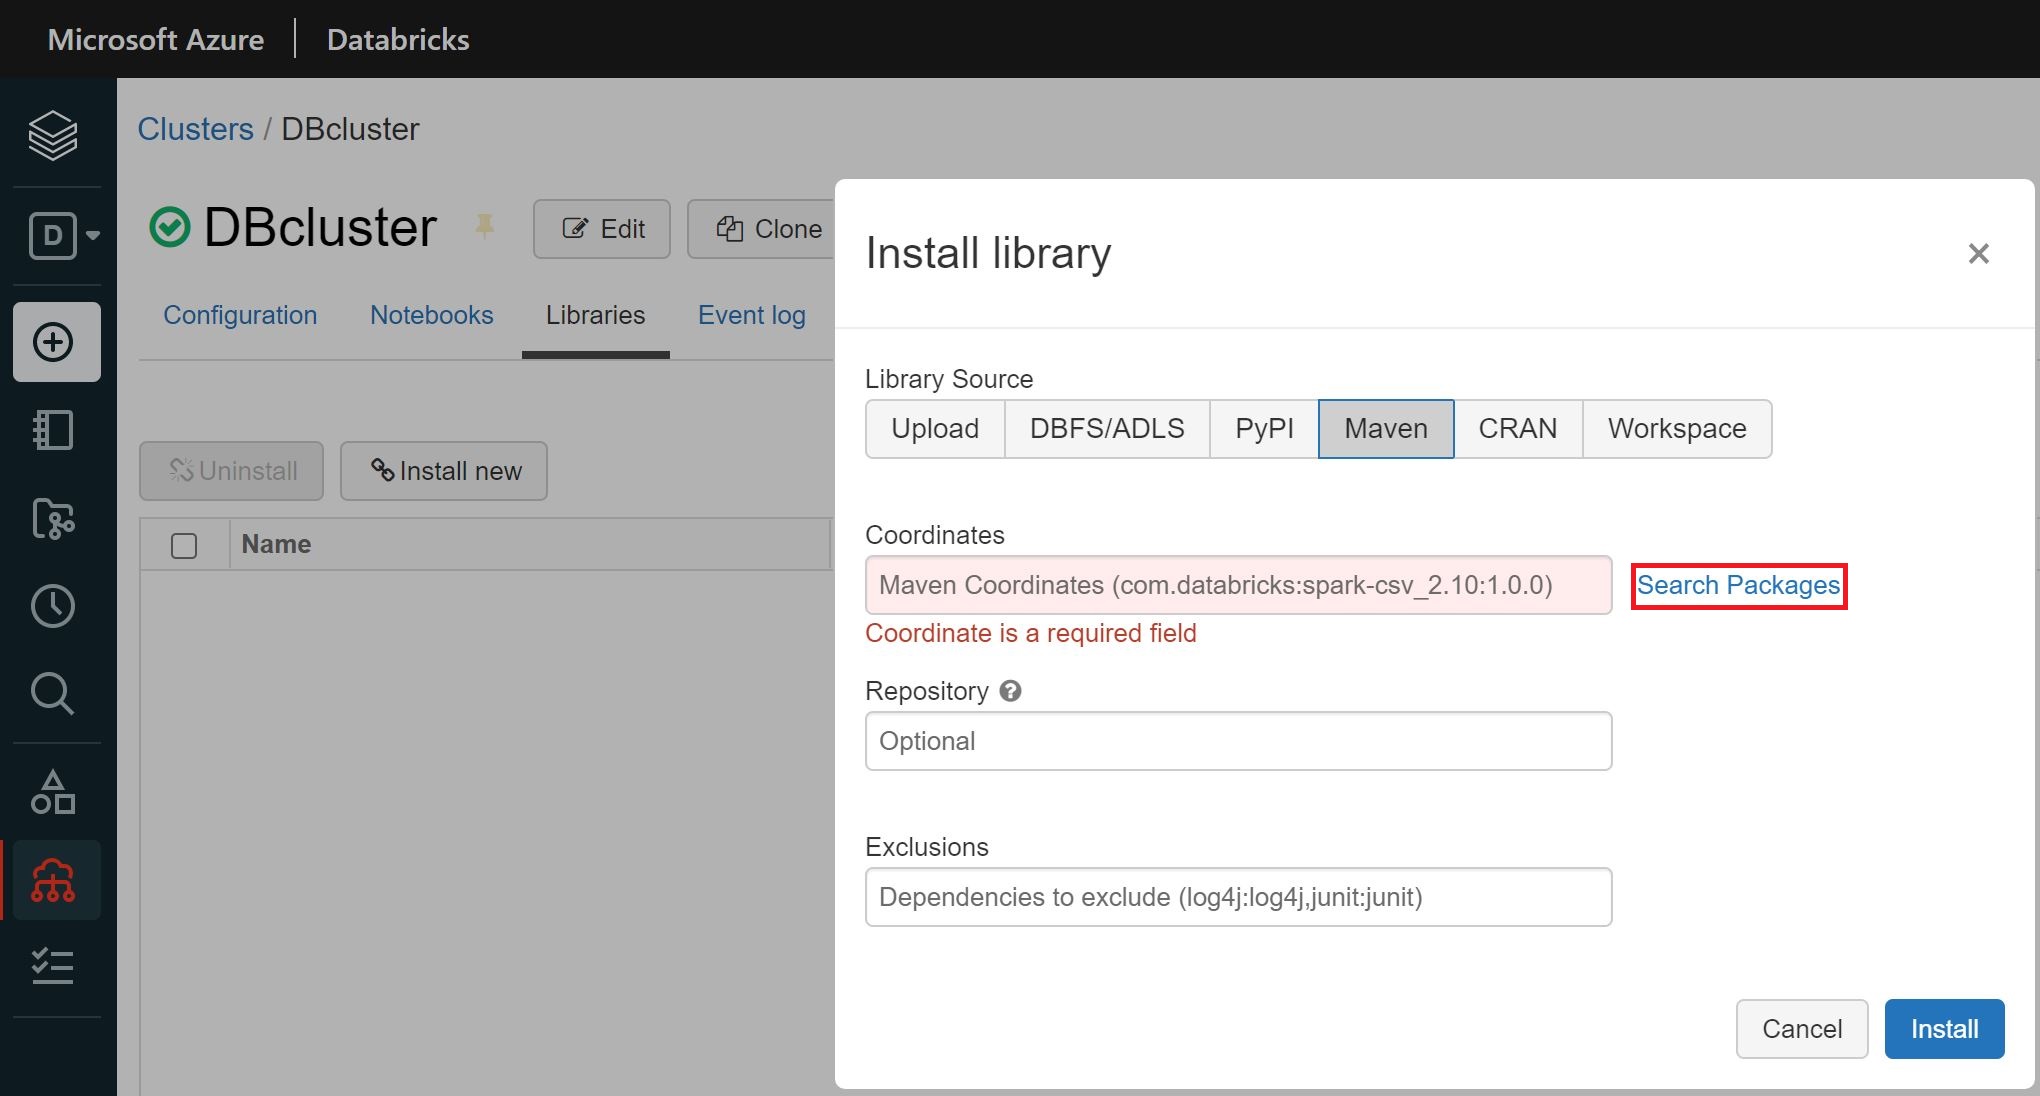 Microsoft Azure Databricks
Clusters / DBcluster
D
DBcluster Edit Clone
Configuration Notebooks Libraries Event log
Uninstall Install new
Name
Install library
Library Source
Upload DBFS/ADLS PyPI Maven CRAN Workspace
Coordinates
Maven Coordinates (com.databricks:spark-csv_2.10:1.0.0) Search Packages
Coordinate is a required field
Repository ?
Optional
Exclusions
Dependencies to exclude (log4j:log4j,junit:junit)
Cancel Install